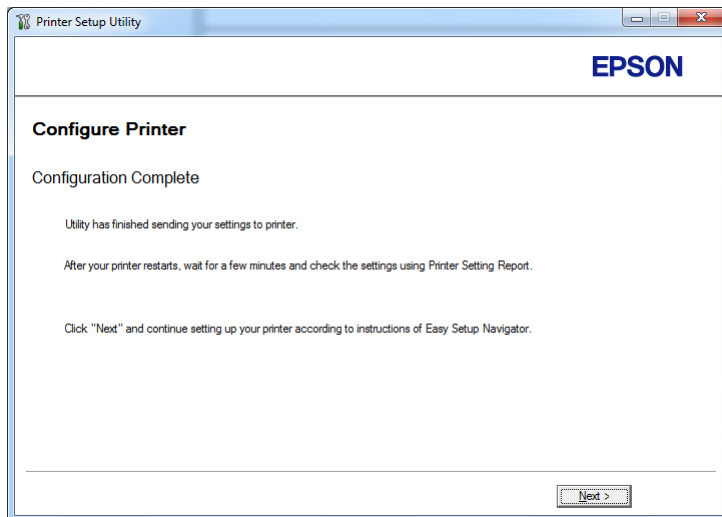 Printer Setup Utility
EPSON
Configure Printer
Configuration Complete
Utility has finished sending your settings to printer.
After your printer restarts, wait for a few minutes and check the settings using Printer Setting Report.
Click "Next" and continue setting up your printer according to instructions of Easy Setup Navigator.
Next >